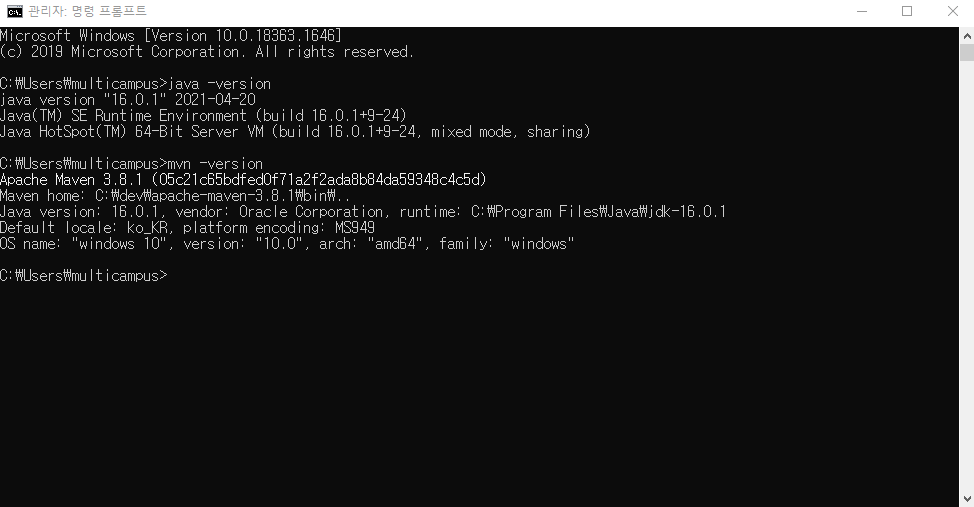 관리자: 명령 프롬프트
Microsoft Windows [Version 10.0.18363.1646]
(c) 2019 Microsoft Corporation. All rights reserved.
C:₩Users₩multicampus>java -version
java version "16.0.1" 2021-04-20
Java(TM) SE Runtime Environment (build 16.0.1+9-24)
Java HotSpot(TM) 64-Bit Server VM (build 16.0.1+9-24, mixed mode, sharing)
C:₩Users₩multicampus>mvn -version
Apache Maven 3.8.1 (05c21c65bdfed0f71a2f2ada8b84da59348c4c5d)
Maven home: C:₩dev₩apache-maven-3.8.1₩bin₩..
Java version: 16.0.1, vendor: Oracle Corporation, runtime: C:₩Program Files₩Java₩jdk-16.0.1
Default locale: ko_KR, platform encoding: MS949
OS name: "windows 10", version: "10.0", arch: "amd64", family: "windows"
C:₩Users₩multicampus>